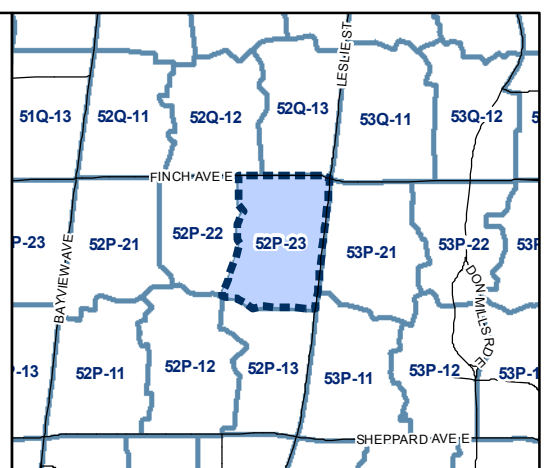 LESLIE ST
51Q-13
52Q-11
52Q-12
52Q-13
53Q-11
53Q-12
5
FINCH AVE E
P-23
52P-21
52P-22
52P-23
53P-21
53P-22
53P
BAYVIEW AVE
DON MILLS RD E
-13
52P-11
52P-12
52P-13
53P-11
53P-12
53P-1
SHEPPARD AVE E